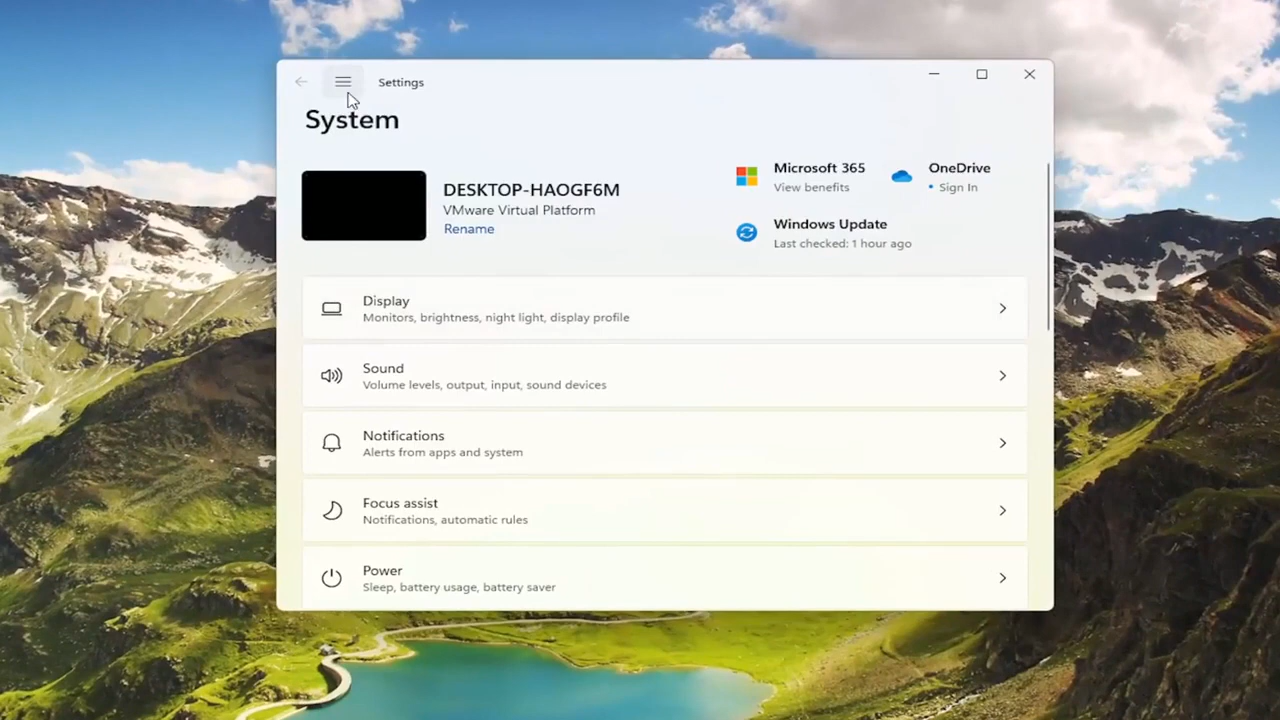 Settings
System
DESKTOP-HAOGF6M
VMware Virtual Platform
Rename
Microsoft 365
View benefits
OneDrive
• Sign In
Windows Update
Last checked: 1 hour ago
Display
Monitors, brightness, night light, display profile
Sound
Volume levels, output, input, sound devices
Notifications
Alerts from apps and system
Focus assist
Notifications, automatic rules
Power
Sleep, battery usage, battery saver